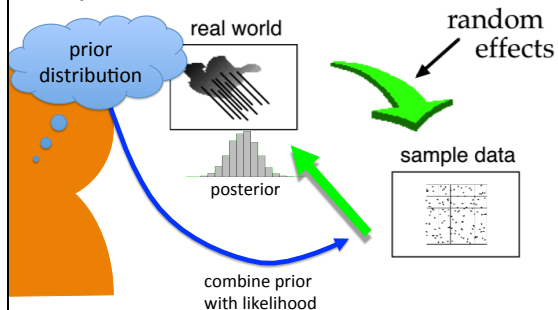 prior
distribution
real world
random
effects
posterior
sample data
combine prior
with likelihood